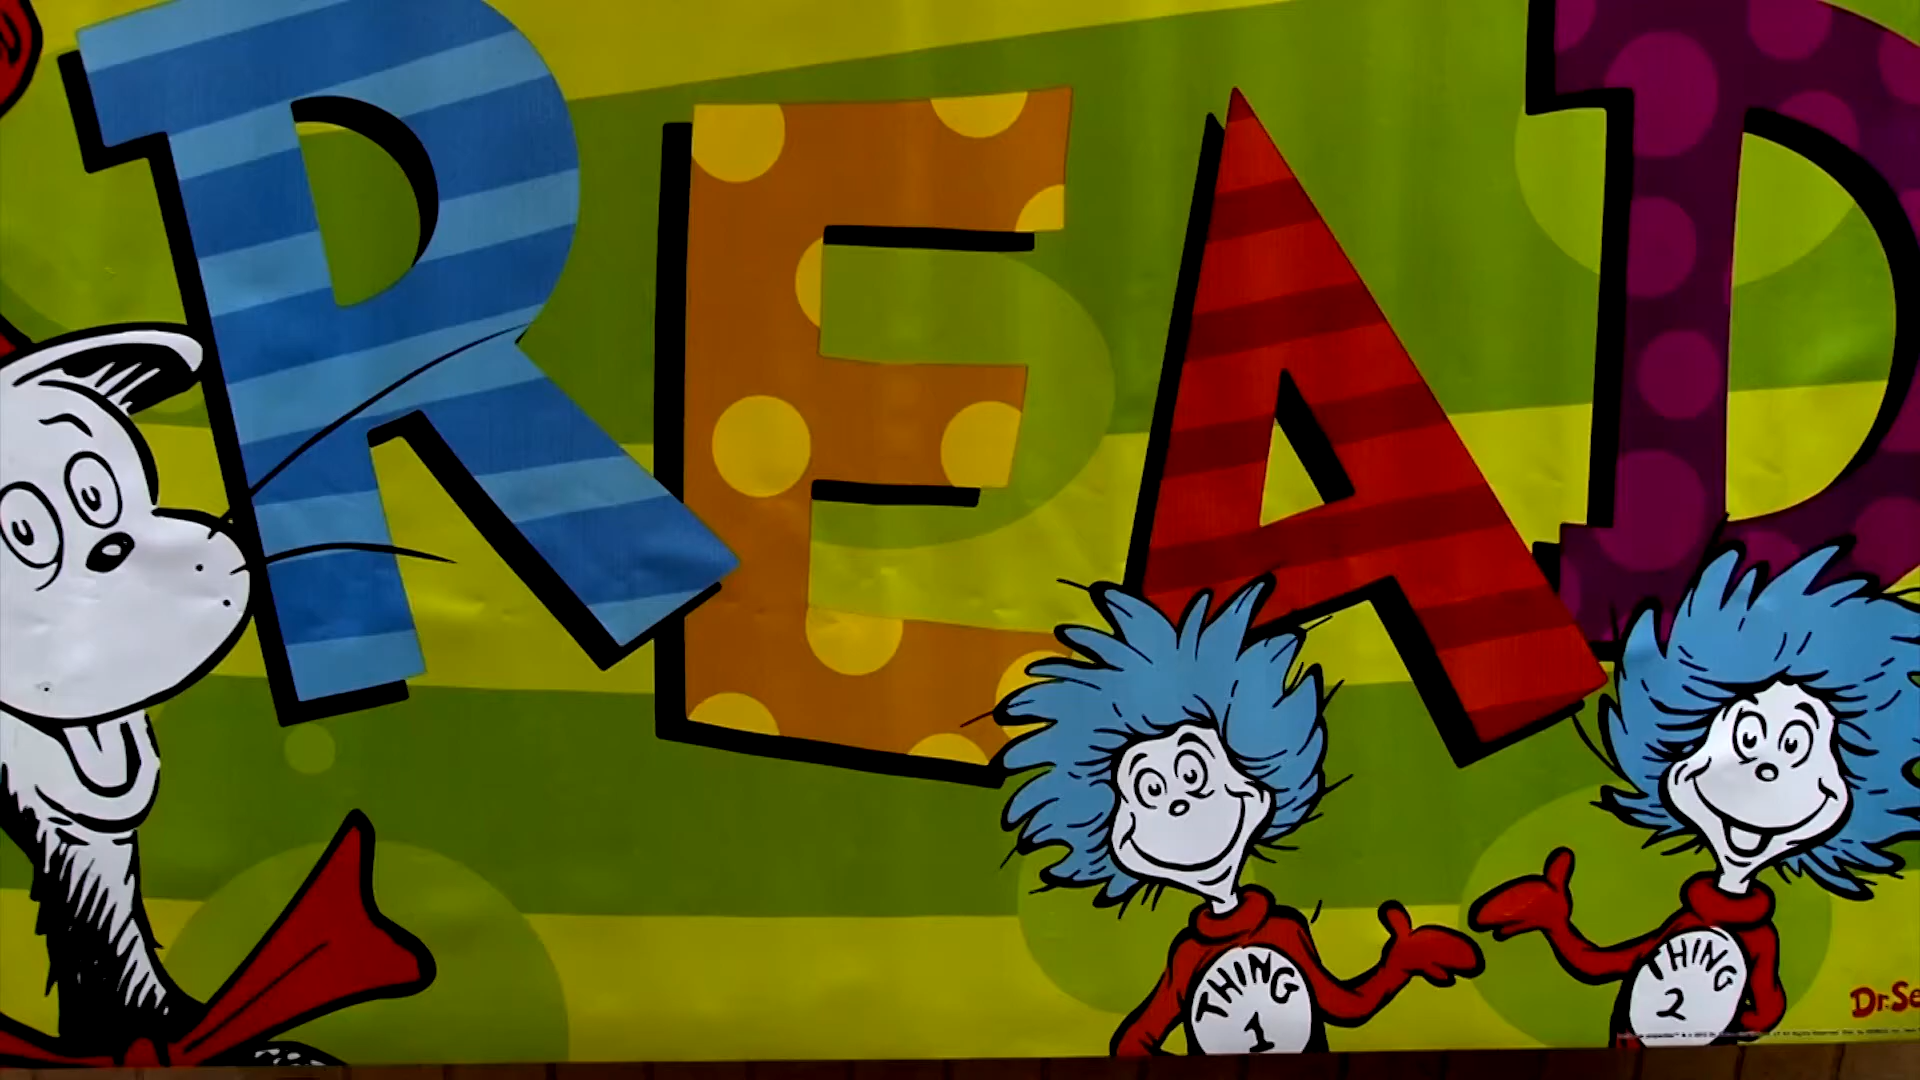 READ
THING
1
THING
2
Dr. Se